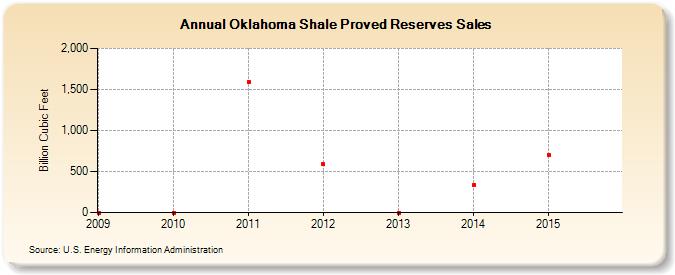 Annual Oklahoma Shale Proved Reserves Sales
Billion Cubic Feet
2,000
1,500
1,000
500
0
2009 2010 2011 2012 2013 2014 2015
Source: U.S. Energy Information Administration